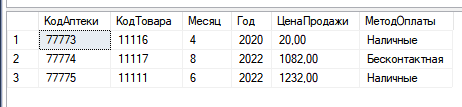 КодАптеки КодТовара Месяц Год ЦенаПродажи МетодОплаты
1 77773 11116 4 2020 20,00 Наличные
2 77774 11117 8 2022 1082,00 Бесконтактная
3 77775 11111 6 2022 1232,00 Наличные